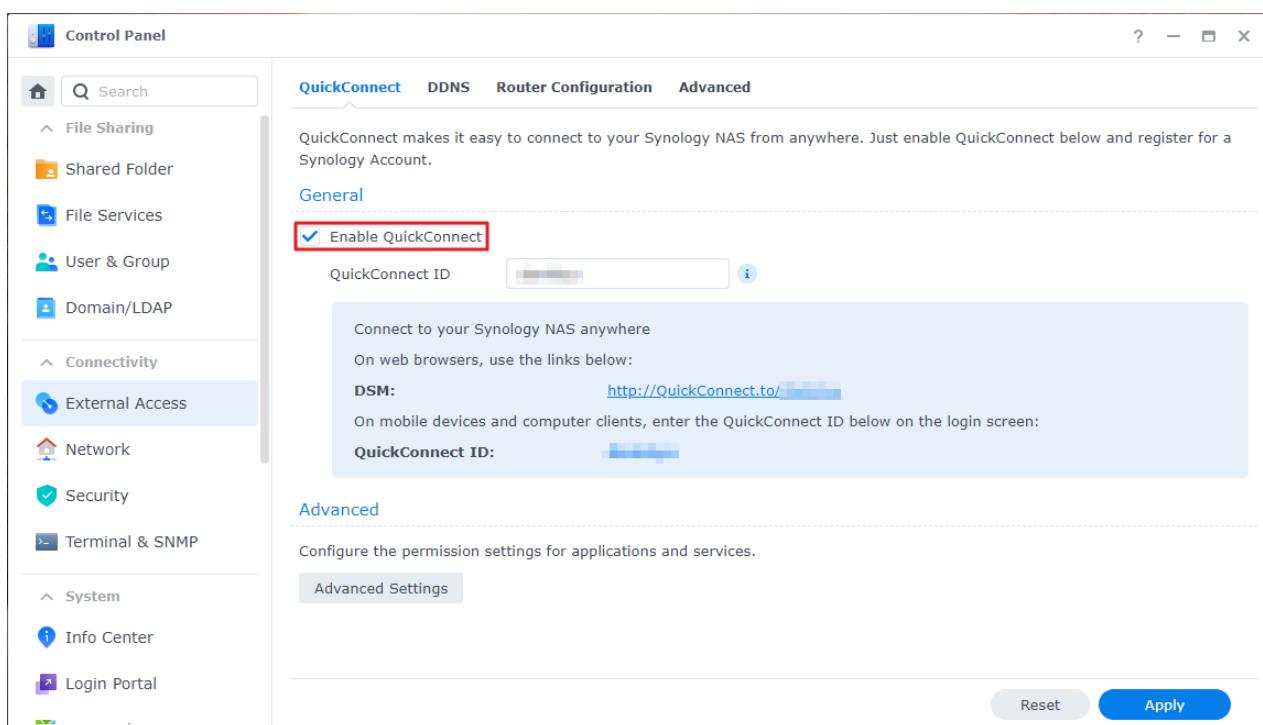 Control Panel
Search
File Sharing
Shared Folder
File Services
User & Group
Domain/LDAP
Connectivity
External Access
Network
Security
Terminal & SNMP
System
Info Center
Login Portal
QuickConnect DDNS Router Configuration Advanced
QuickConnect makes it easy to connect to your Synology NAS from anywhere. Just enable QuickConnect below and register for a
Synology Account.
General
Enable QuickConnect
QuickConnect ID
Connect to your Synology NAS anywhere
On web browsers, use the links below:
DSM: http://QuickConnect.to/
On mobile devices and computer clients, enter the QuickConnect ID below on the login screen:
QuickConnect ID:
Advanced
Configure the permission settings for applications and services.
Advanced Settings
Reset Apply